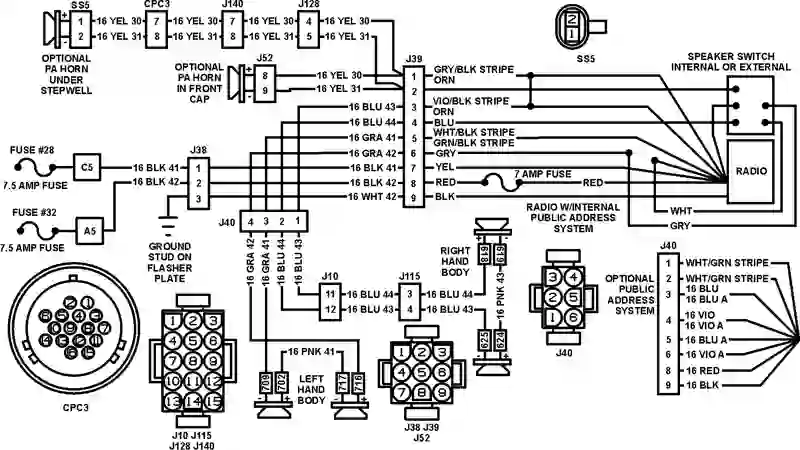 SS5 CPC3 J140 J128
1 16 YEL 30 7 16 YEL 30 7 16 YEL 30 4
2 16 YEL 31 8 16 YEL 31 8 16 YEL 31 5
OPTIONAL
PA HORN
UNDER
STEPWELL
OPTIONAL
PA HORN
IN FRONT
CAP
J52
8 16 YEL 30
9 16 YEL 31
J39
1 GRY/BLK STRIPE
2 ORN
16 BLU 43 3 VIO/BLK STRIPE
ORN
16 BLU 44 4 BLU
16 GRA 41 5 WHT/BLK STRIPE
GRN/BLK STRIPE
16 GRA 42 6 GRY
16 BLK 41 7 YEL
16 BLK 42 8 RED 7 AMP FUSE RED
16 WHT 42 9 BLK
2
1
SS5
SPEAKER SWITCH
INTERNAL OR EXTERNAL
RADIO
RADIO W/INTERNAL
PUBLIC ADDRESS
SYSTEM
WHT
GRY
FUSE #28
7.5 AMP FUSE
C5
16 BLK 41
FUSE #32
7.5 AMP FUSE
A5
16 BLK 42
J38
1
2
3
GROUND
STUD ON
FLASHER
PLATE
J40
4 3 2 1
16 GRA 42
16 GRA 41
16 BLU 44
16 BLU 43
J10 J115
11 16 BLU 44 3 16 BLU 44
12 16 BLU 43 4 16 BLU 43
RIGHT
HAND
BODY
618 619
16 PNK 43
625 624
16 PNK 41
709 702
LEFT
HAND
BODY
717 716
3 4
2 5
1 6
J40
J40
OPTIONAL
PUBLIC
ADDRESS
SYSTEM
1 WHT/GRN STRIPE
2 WHT/GRN STRIPE
3 16 BLU
16 BLU A
4 16 VIO
16 VIO A
5 16 BLU A
6 16 VIO A
8 16 RED
9 16 BLK
CPC3
1 2 3
4 5 6
7 8 9
10 11 12
13 14 15
J10 J115
J128 J140
1 2 3
4 5 6
7 8 9
J38 J39
J52